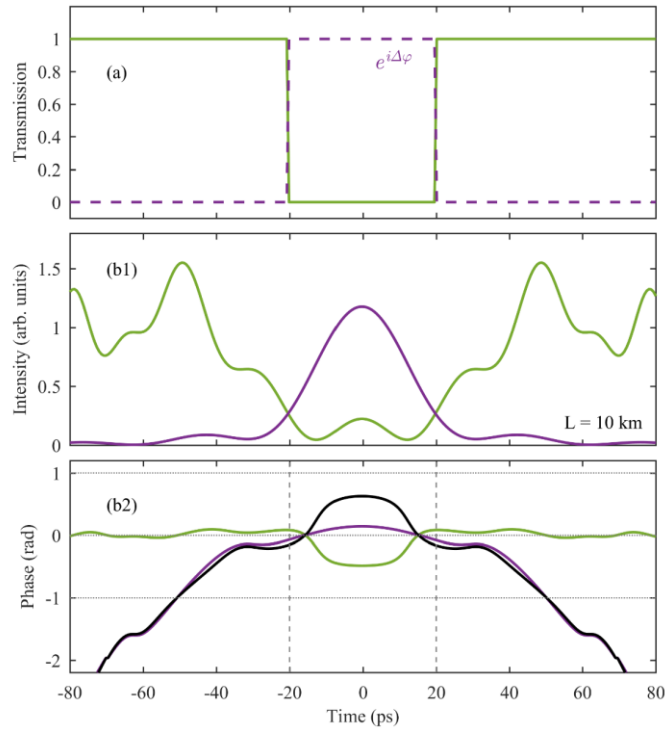 1
(a)
$e^{i\Delta\varphi}$
0.8
0.6
0.4
0.2
0
Transmission
1.5
(b1)
1
0.5
0
Intensity (arb. units)
L = 10 km
1
(b2)
0
-1
-2
Phase (rad)
-80 -60 -40 -20 0 20 40 60 80
Time (ps)